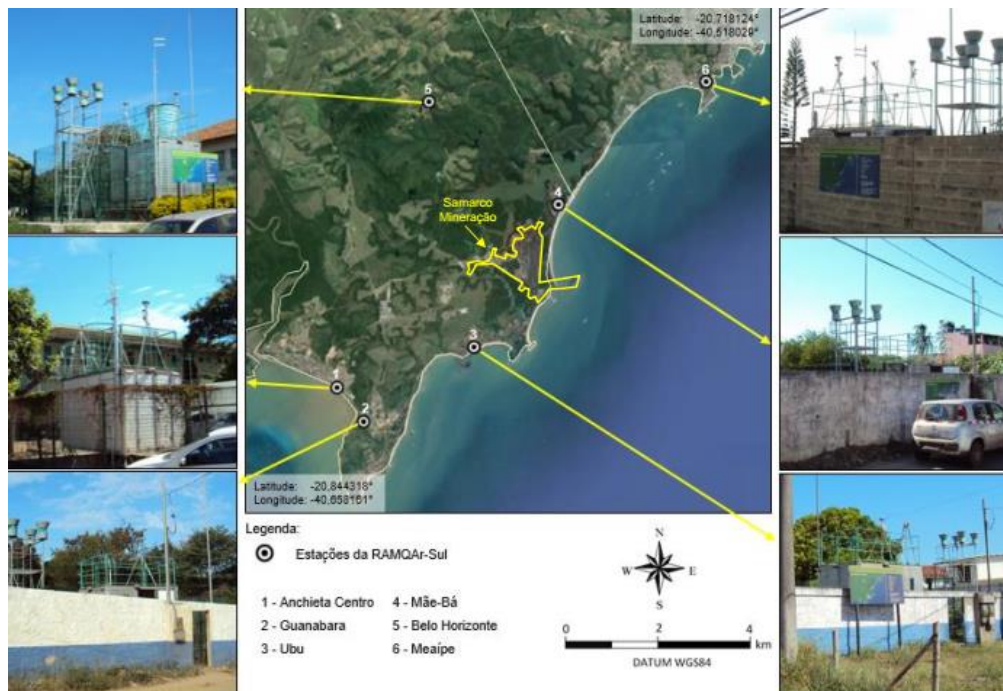 Latitude: -20,718124°
Longitude: -40,518029°
6
5
4
Samarco
Mineração
3
1
2
Latitude: -20,844318°
Longitude: -40,658161°
Legenda:
Estações da RAMQAr-Sul
N
W E
S
1 - Anchieta Centro
2 - Guanabara
3 - Ubu
4 - Mãe-Bá
5 - Belo Horizonte
6 - Meaípe
0 2 4
km
DATUM WGS84